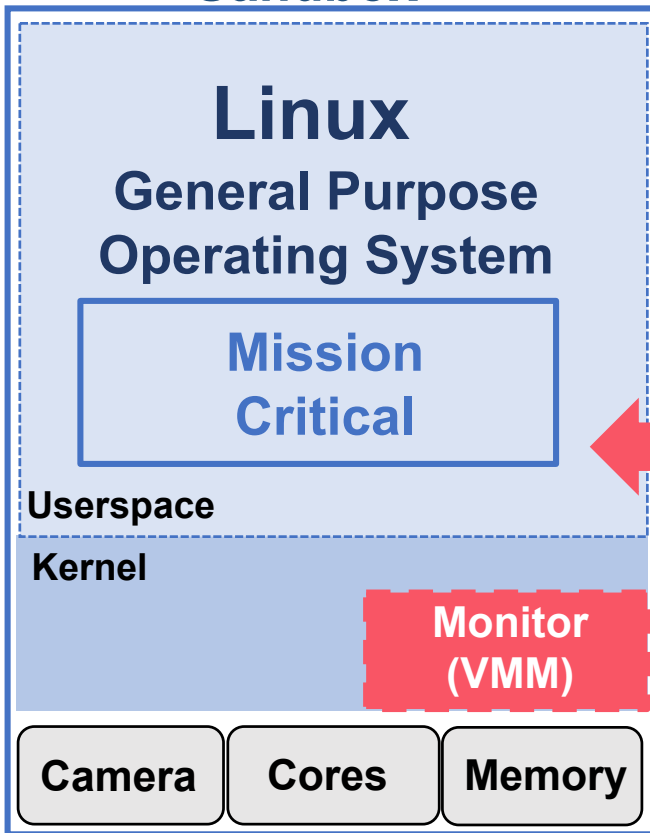 Linux
General Purpose
Operating System
Mission
Critical
Userspace
Kernel
Monitor
(VMM)
Camera
Cores
Memory